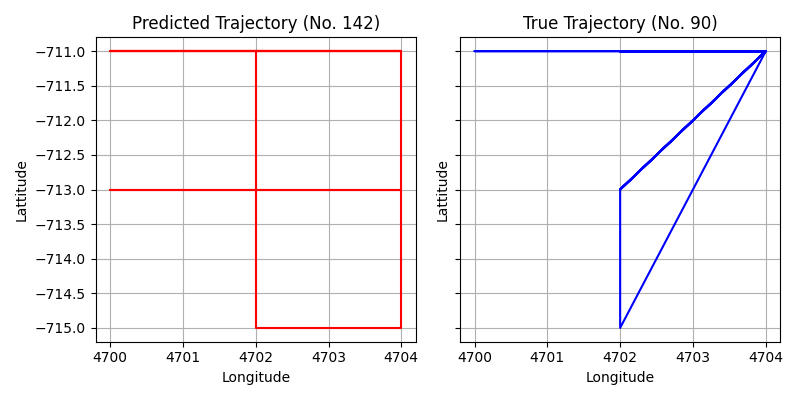 Predicted Trajectory (No. 142)
True Trajectory (No. 90)
Lattitude
−711.0
−711.5
−712.0
−712.5
−713.0
−713.5
−714.0
−714.5
−715.0
4700 4701 4702 4703 4704
Longitude
Lattitude
4700 4701 4702 4703 4704
Longitude